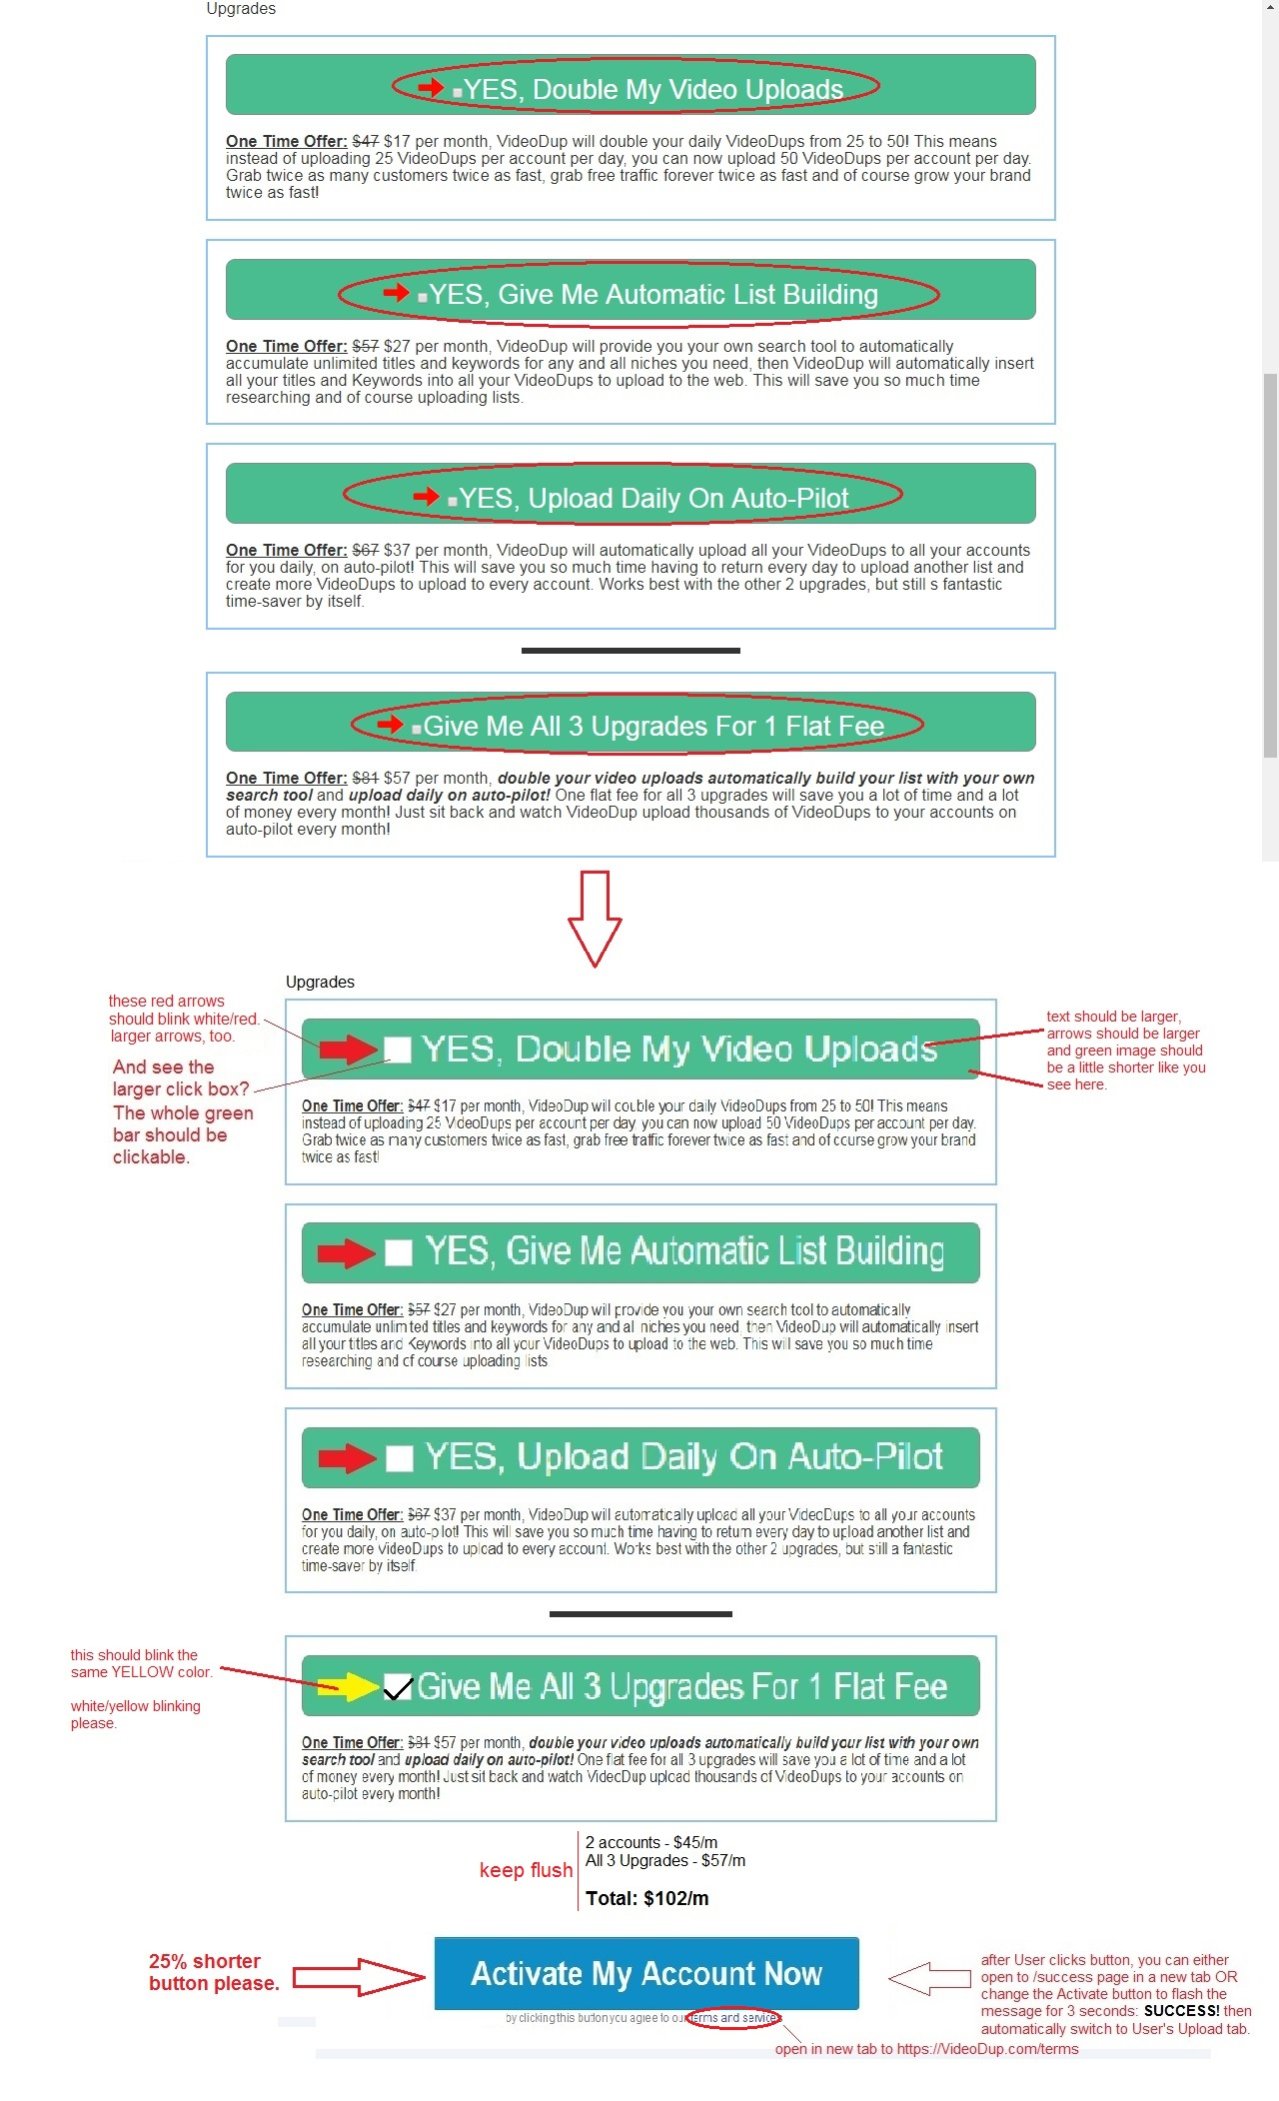 Upgrades
YES, Double My Video Uploads
One Time Offer: $47 $17 per month, VideoDup will double your daily VideoDups from 25 to 50! This means
instead of uploading 25 VideoDups per account per day, you can now upload 50 VideoDups per account per day.
Grab twice as many customers twice as fast, grab free traffic forever twice as fast and of course grow your brand
twice as fast!
YES, Give Me Automatic List Building
One Time Offer: $57 $27 per month, VideoDup will provide you your own search tool to automatically
accumulate unlimited titles and keywords for any and all niches you need, then VideoDup will automatically insert
all your titles and Keywords into all your VideoDups to upload to the web. This will save you so much time
researching and of course uploading lists.
YES, Upload Daily On Auto-Pilot
One Time Offer: $67 $37 per month, VideoDup will automatically upload all your VideoDups to all your accounts
for you daily, on auto-pilot! This will save you so much time having to return every day to upload another list and
create more VideoDups to upload to every account. Works best with the other 2 upgrades, but still s fantastic
time-saver by itself.
Give Me All 3 Upgrades For 1 Flat Fee
One Time Offer: $81 $57 per month, double your video uploads automatically build your list with your own
search tool and upload daily on auto-pilot! One flat fee for all 3 upgrades will save you a lot of time and a lot
of money every month! Just sit back and watch VideoDup upload thousands of VideoDups to your accounts on
auto-pilot every month!
Upgrades
these red arrows
should blink white/red.
larger arrows, too.
And see the
larger click box?
The whole green
bar should be
clickable.
YES, Double My Video Uploads
text should be larger,
arrows should be larger
and green image should
be a little shorter like you
see here.
One Time Offer: $47 $17 per month, VideoDup will double your daily VideoDups from 25 to 50! This means
instead of uploading 25 VideoDups per account per day, you can now upload 50 VideoDups per account per day.
Grab twice as many customers twice as fast, grab free traffic forever twice as fast and of course grow your brand
twice as fast!
YES, Give Me Automatic List Building
One Time Offer: $57 $27 per month, VideoDup will provide you your own search tool to automatically
accumulate unlimited titles and keywords for any and all niches you need, then VideoDup will automatically insert
all your titles and Keywords into all your VideoDups to upload to the web. This will save you so much time
researching and of course uploading lists
YES, Upload Daily On Auto-Pilot
One Time Offer: $67 $37 per month, VideoDup will automatically upload all your VideoDups to all your accounts
for you daily, on auto-pilot! This will save you so much time having to return every day to upload another list and
create more VideoDups to upload to every account. Works best with the other 2 upgrades, but still a fantastic
time-saver by itself.
this should blink the
same YELLOW color.
white/yellow blinking
please.
Give Me All 3 Upgrades For 1 Flat Fee
One Time Offer: $81 $57 per month, double your video uploads automatically build your list with your own
search tool and upload daily on auto-pilot! One flat fee for all 3 upgrades will save you a lot of time and a lot
of money every month! Just sit back and watch VideoDup upload thousands of VideoDups to your accounts on
auto-pilot every month!
keep flush
2 accounts - $45/m
All 3 Upgrades - $57/m
Total: $102/m
25% shorter
button please.
Activate My Account Now
after User clicks button, you can either
open to /success page in a new tab OR
change the Activate button to flash the
message for 3 seconds: SUCCESS! then
automatically switch to User's Upload tab.
by clicking this button you agree to our terms and services
open in new tab to https://VideoDup.com/terms